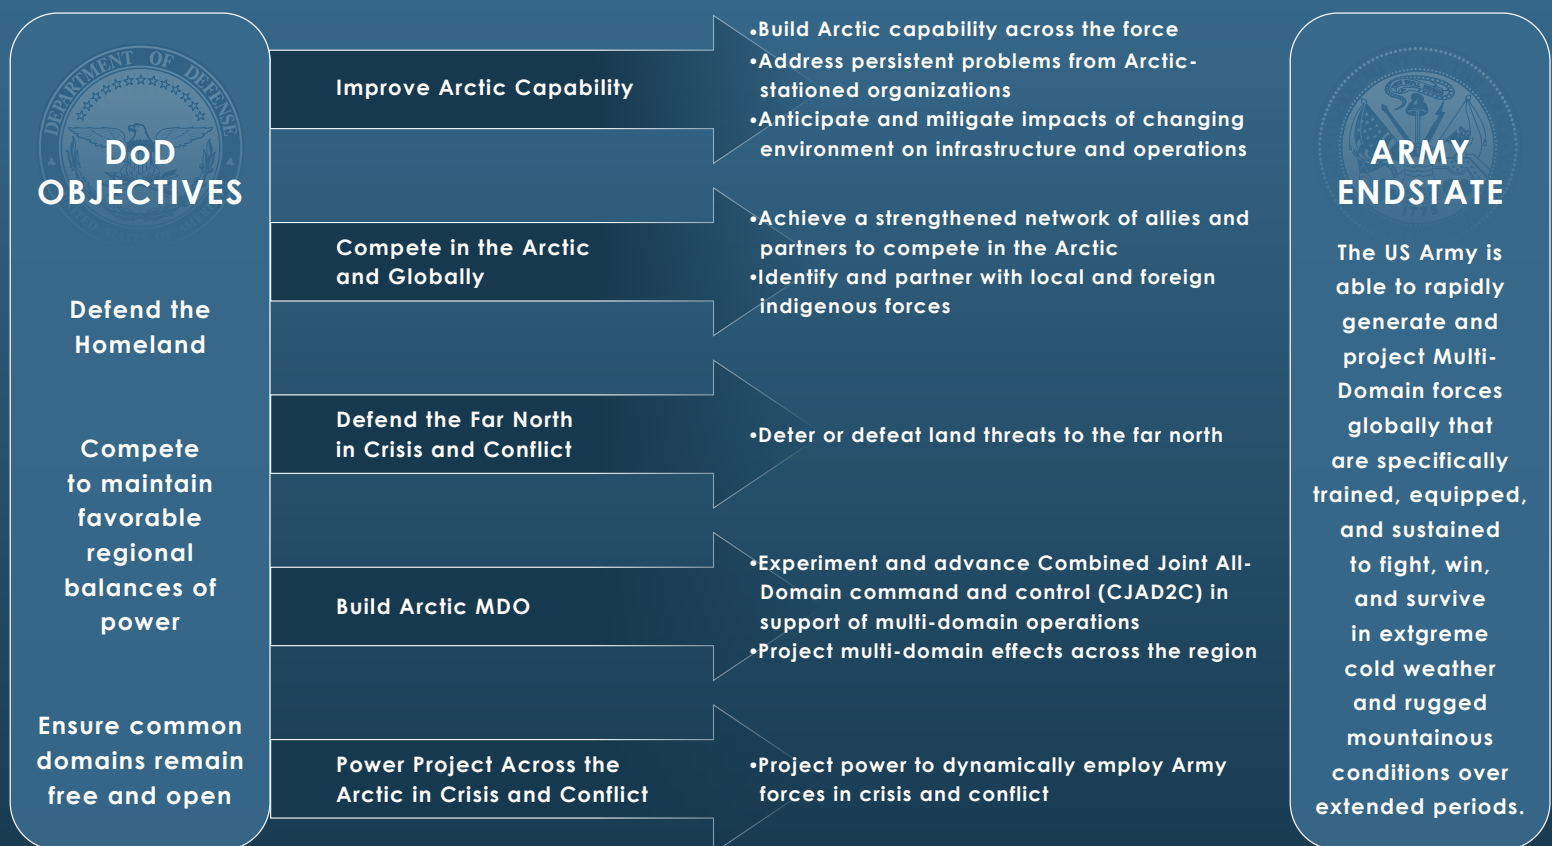 DEPARTMENT OF DEFENSE
DoD
OBJECTIVES
Defend the
Homeland
Compete
to maintain
favorable
regional
balances of
power
Ensure common
domains remain
free and open
Improve Arctic Capability
•Build Arctic capability across the force
•Address persistent problems from Arctic-
stationed organizations
•Anticipate and mitigate impacts of changing
environment on infrastructure and operations
Compete in the Arctic
and Globally
•Achieve a strengthened network of allies and
partners to compete in the Arctic
•Identify and partner with local and foreign
indigenous forces
Defend the Far North
in Crisis and Conflict
•Deter or defeat land threats to the far north
Build Arctic MDO
•Experiment and advance Combined Joint All-
Domain command and control (CJAD2C) in
support of multi-domain operations
•Project multi-domain effects across the region
Power Project Across the
Arctic in Crisis and Conflict
•Project power to dynamically employ Army
forces in crisis and conflict
ARMY
ENDSTATE
The US Army is
able to rapidly
generate and
project Multi-
Domain forces
globally that
are specifically
trained, equipped,
and sustained
to fight, win,
and survive
in extgreme
cold weather
and rugged
mountainous
conditions over
extended periods.